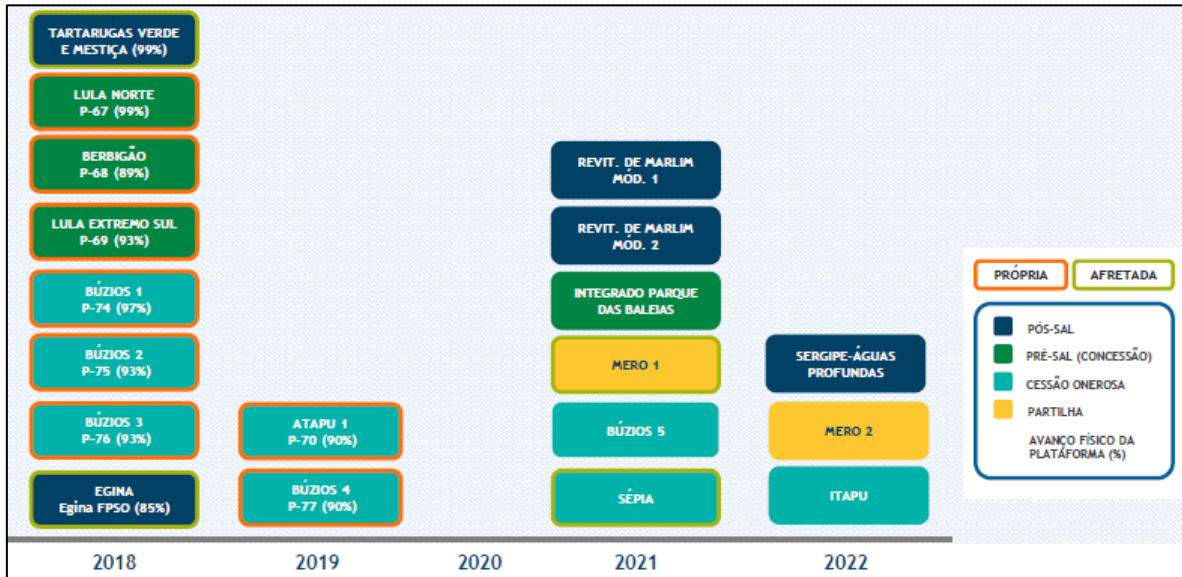 TARTARUGAS VERDE
E MESTIÇA (99%)
LULA NORTE
P-67 (99%)
BERBIGÃO
P-68 (89%)
LULA EXTREMO SUL
P-69 (93%)
BÚZIOS 1
P-74 (97%)
BÚZIOS 2
P-75 (93%)
BÚZIOS 3
P-76 (93%)
EGINA
Egina FPSO (85%)
2018
ATAPU 1
P-70 (90%)
BÚZIOS 4
P-77 (90%)
2019
2020
REVIT. DE MARLIM
MÓD. 1
REVIT. DE MARLIM
MÓD. 2
INTEGRADO PARQUE
DAS BALEIAS
MERO 1
BÚZIOS 5
SÉPIA
2021
SERGIPE-ÁGUAS
PROFUNDAS
MERO 2
ITAPU
2022
PRÓPRIA
AFRETADA
PÓS-SAL
PRÉ-SAL (CONCESSÃO)
CESSÃO ONEROSA
PARTILHA
AVANÇO FÍSICO DA
PLATÁFORMA (%)